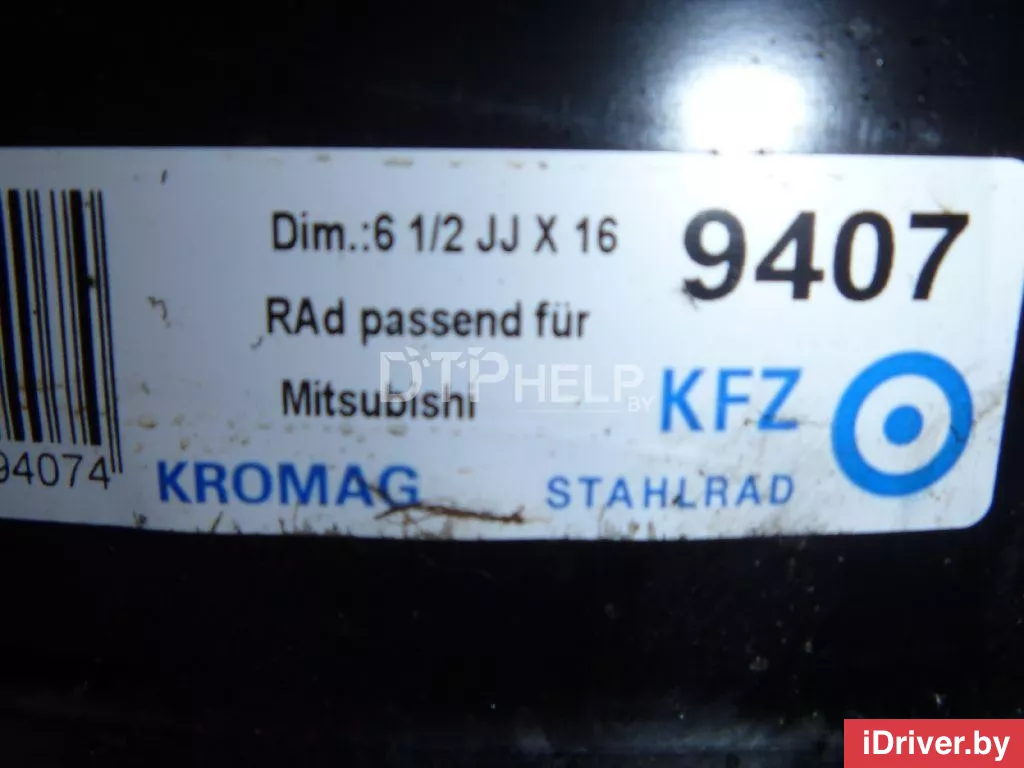 Dim.:6 1/2 JJ X 16
9407
RAd passend für
Mitsubishi
DTPHELP.BY
KFZ
94074
KROMAG
STAHLRAD
iDriver.by